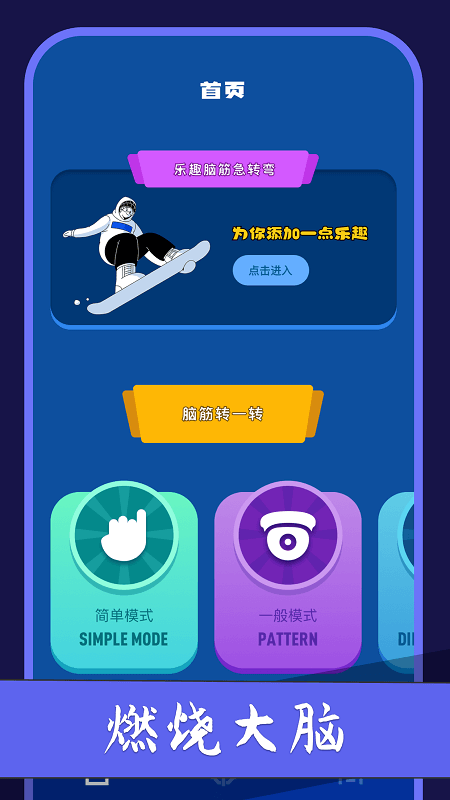 首页
乐趣脑筋急转弯
为你添加一点乐趣
点击进入
脑筋转一转
简单模式
SIMPLE MODE
一般模式
PATTERN
燃烧大脑